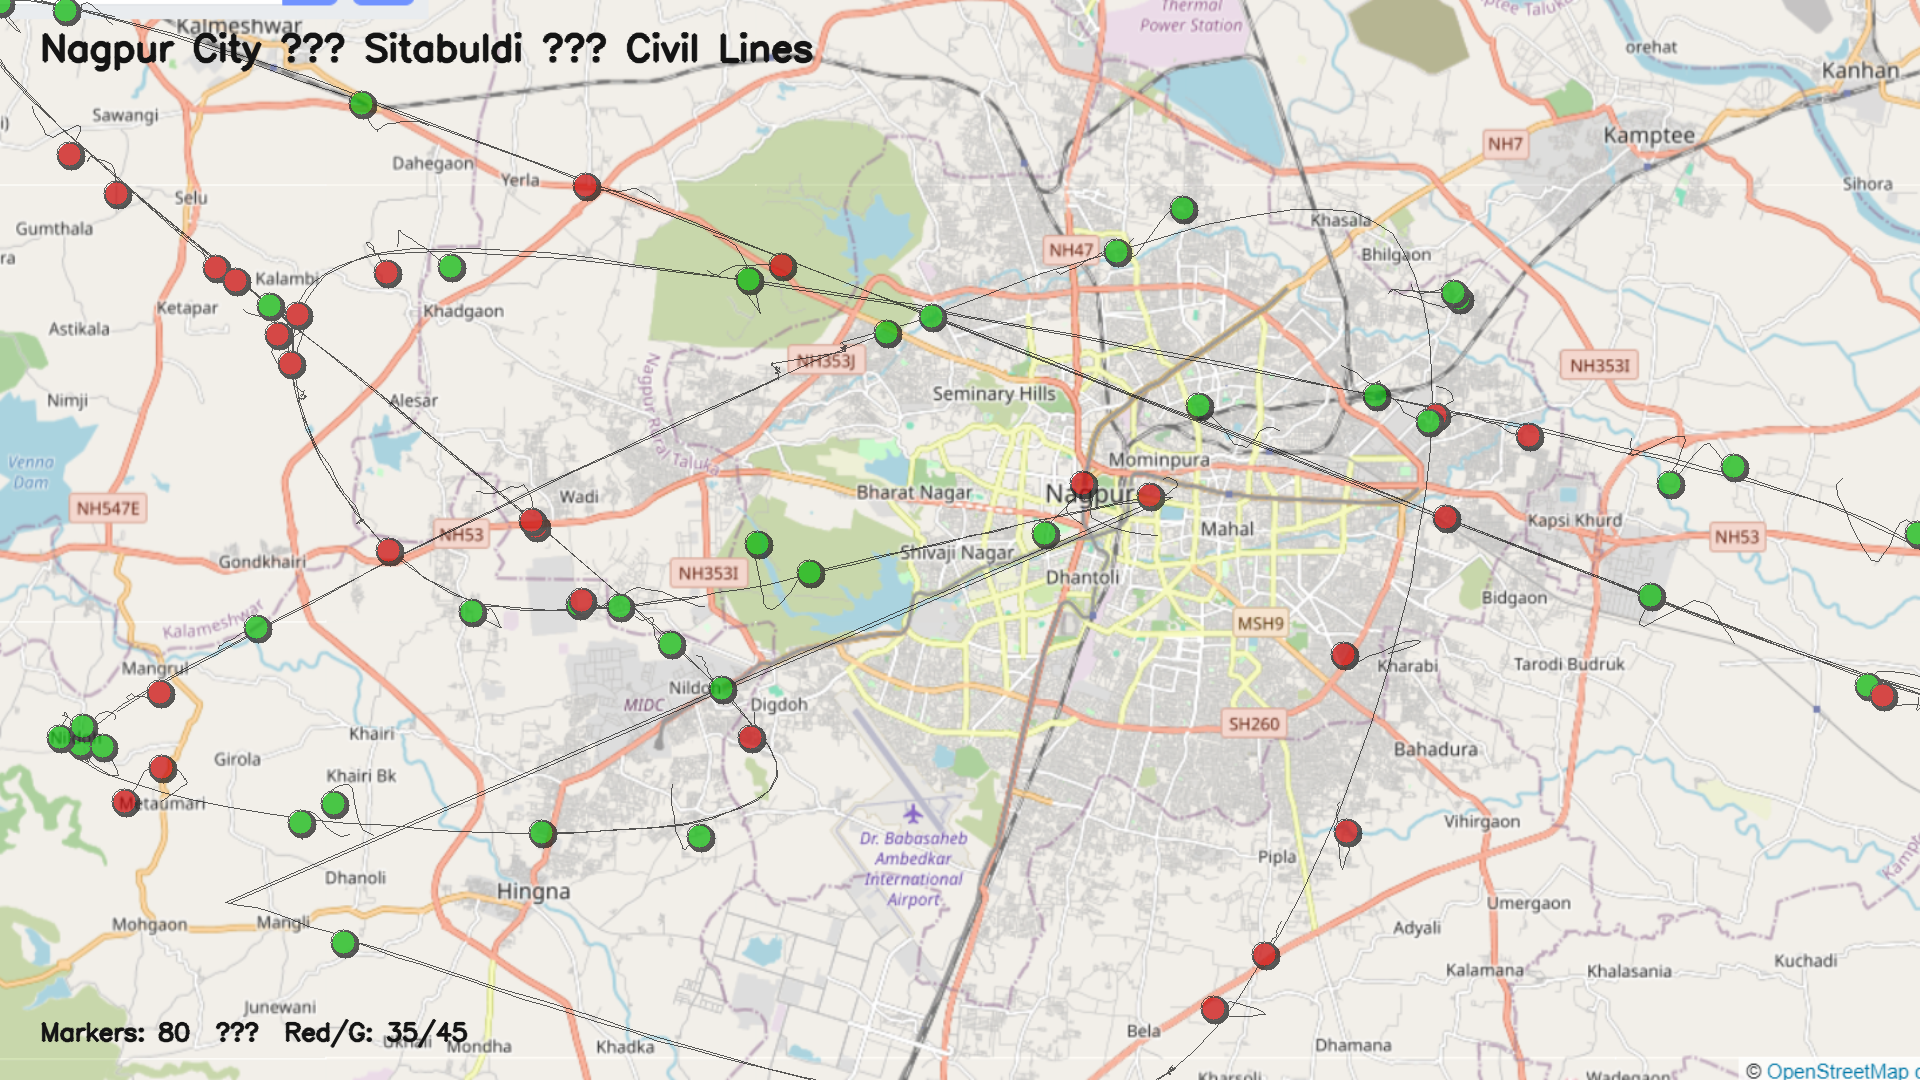 Thermal
Power Station
Kalmeshwar
Nagpur City ??? Sitabuldi ??? Civil Lines
orehat
Kanhan
Sawangi
Kamptee
NH7
Dahegaon
Yerla
Selu
Sihora
Gumthala
Khasala
NH47
Bhilgaon
Kalambi
Ketapar
Khadgaon
Astikala
NH353J
NH353I
Nagpur Rural Taluka
Seminary Hills
Nimji
Alesar
Mominpura
Venna
Dam
Wadi
Bharat Nagar
Nagpur
NH547E
NH53
Mahal
Kapsi Khurd
NH53
Gondkhairi
Shivaji Nagar
NH353I
Dhantoli
Bidgaon
Kalameshwar
MSH9
Mangrul
Kharabi
Tarodi Budruk
Nildoh
MIDC
Digdoh
SH260
Khairi
Bahadura
Girola
Khairi Bk
Metaumari
Dr. Babasaheb
Ambedkar
International
Airport
Vihirgaon
Pipla
Dhanoli
Hingna
Umergaon
Mohgaon
Mangli
Adyali
Kalamana
Khalasania
Kuchadi
Junewani
Markers: 80 ??? Red/G: 35/45
Mondha
Khadka
Bela
Dhamana
Kharsoli
Wadegaon
© OpenStreetMap